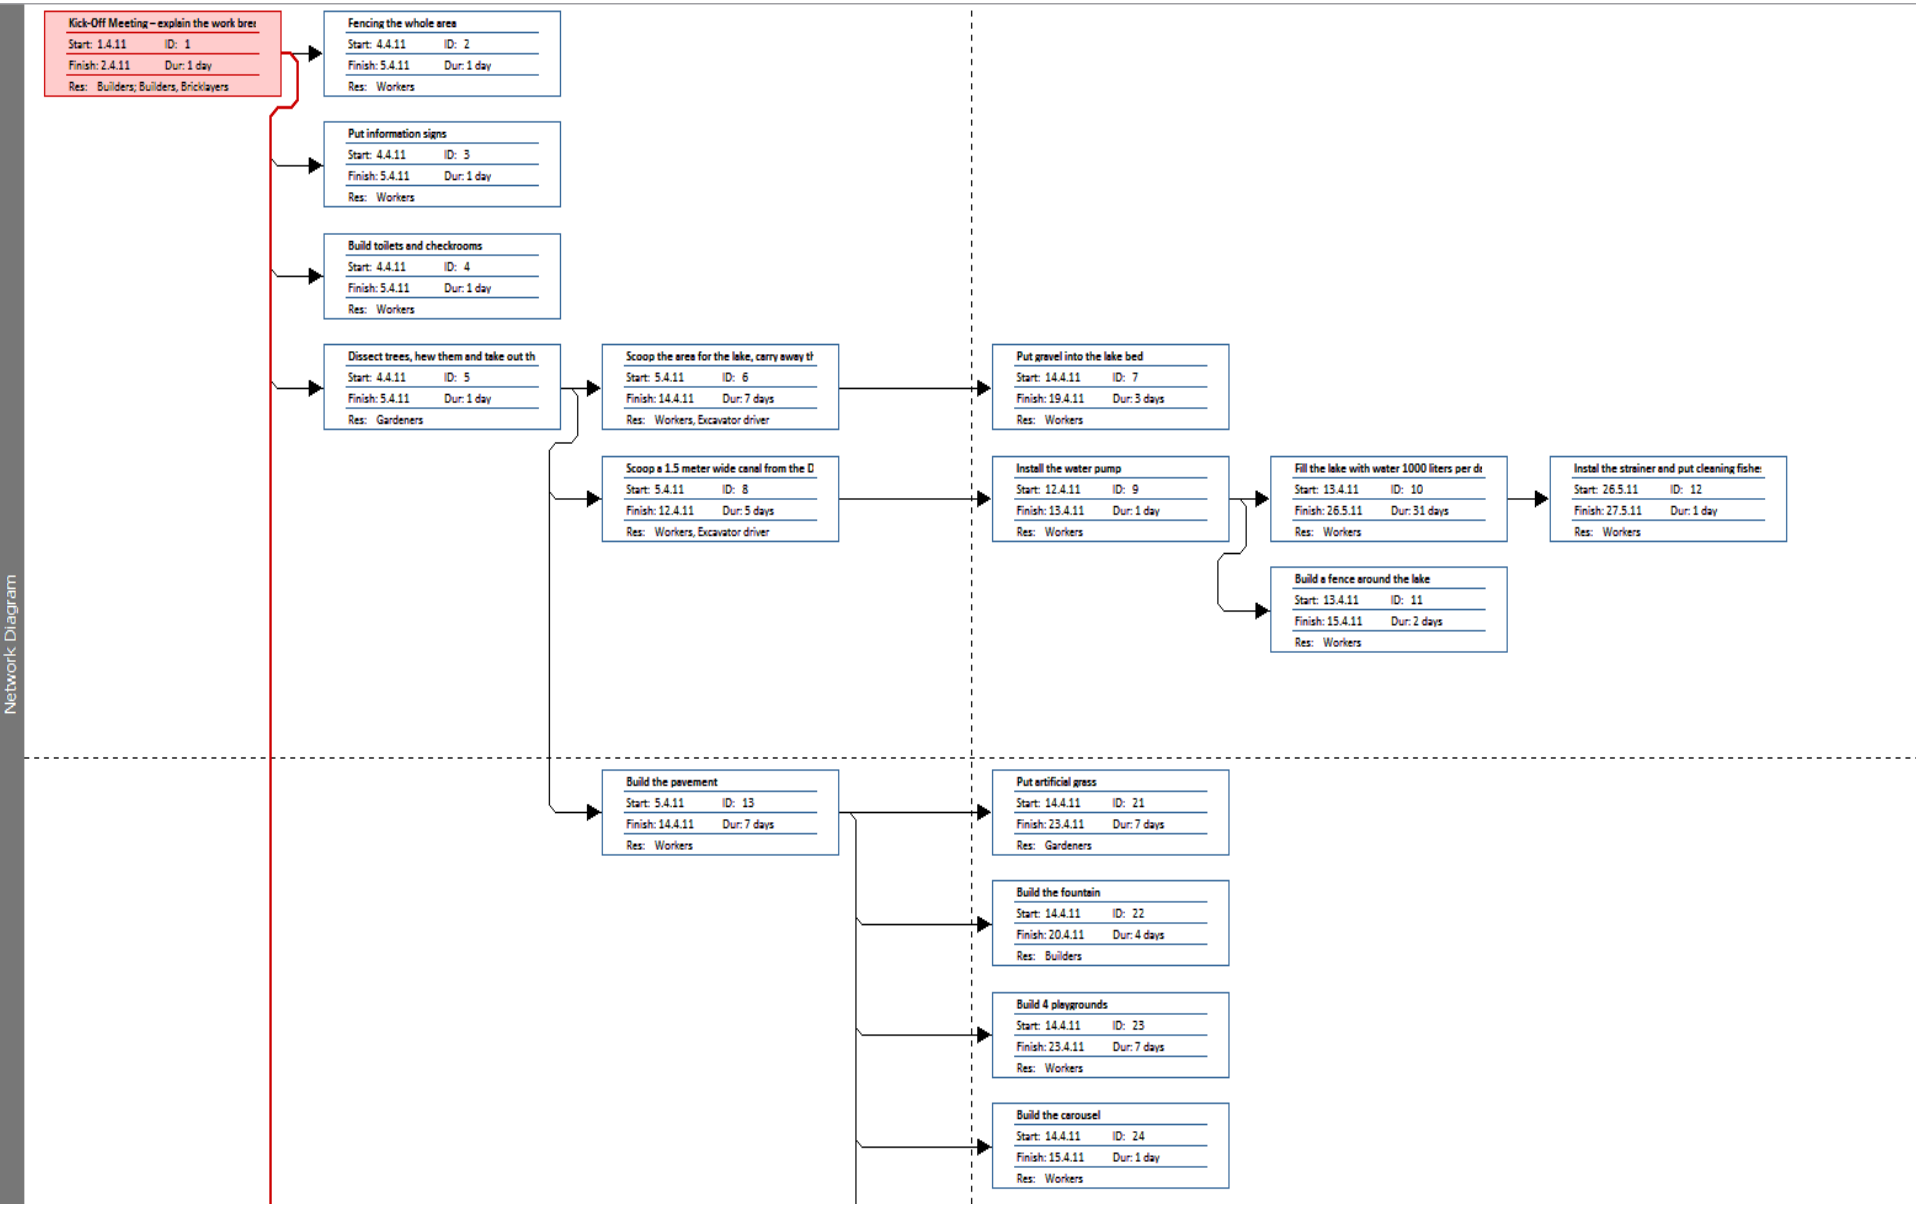 Network Diagram
Kick-Off Meeting – explain the work
Start: 1.4.11 ID: 1
Finish: 2.4.11 Dur: 1 day
Res: Builders; Builders, Bricklayers
Fencing the whole area
Start: 4.4.11 ID: 2
Finish: 5.4.11 Dur: 1 day
Res: Workers
Put information signs
Start: 4.4.11 ID: 3
Finish: 5.4.11 Dur: 1 day
Res: Workers
Build toilets and checkrooms
Start: 4.4.11 ID: 4
Finish: 5.4.11 Dur: 1 day
Res: Workers
Dissect trees, hew them and take out th
Start: 4.4.11 ID: 5
Finish: 5.4.11 Dur: 1 day
Res: Gardeners
Scoop the area for the lake, carry away th
Start: 5.4.11 ID: 6
Finish: 14.4.11 Dur: 7 days
Res: Workers, Excavator driver
Put gravel into the lake bed
Start: 14.4.11 ID: 7
Finish: 19.4.11 Dur: 3 days
Res: Workers
Scoop a 1.5 meter wide canal from the D
Start: 5.4.11 ID: 8
Finish: 12.4.11 Dur: 5 days
Res: Workers, Excavator driver
Install the water pump
Start: 12.4.11 ID: 9
Finish: 13.4.11 Dur: 1 day
Res: Workers
Fill the lake with water 1000 liters per
Start: 13.4.11 ID: 10
Finish: 26.5.11 Dur: 31 days
Res: Workers
Instal the strainer and put cleaning fishe
Start: 26.5.11 ID: 12
Finish: 27.5.11 Dur: 1 day
Res: Workers
Build a fence around the lake
Start: 13.4.11 ID: 11
Finish: 15.4.11 Dur: 2 days
Res: Workers
Build the pavement
Start: 5.4.11 ID: 13
Finish: 14.4.11 Dur: 7 days
Res: Workers
Put artificial grass
Start: 14.4.11 ID: 21
Finish: 23.4.11 Dur: 7 days
Res: Gardeners
Build the fountain
Start: 14.4.11 ID: 22
Finish: 20.4.11 Dur: 4 days
Res: Builders
Build 4 playgrounds
Start: 14.4.11 ID: 23
Finish: 23.4.11 Dur: 7 days
Res: Workers
Build the carousel
Start: 14.4.11 ID: 24
Finish: 15.4.11 Dur: 1 day
Res: Workers